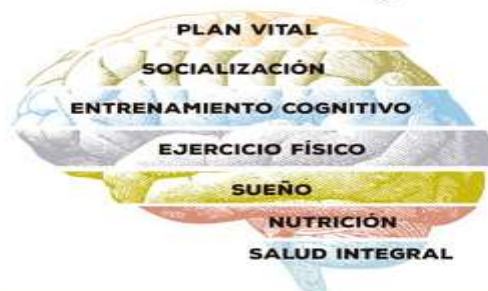 PLAN VITAL
SOCIALIZACIÓN
ENTRENAMIENTO COGNITIVO
EJERCICIO FÍSICO
SUEÑO
NUTRICIÓN
SALUD INTEGRAL